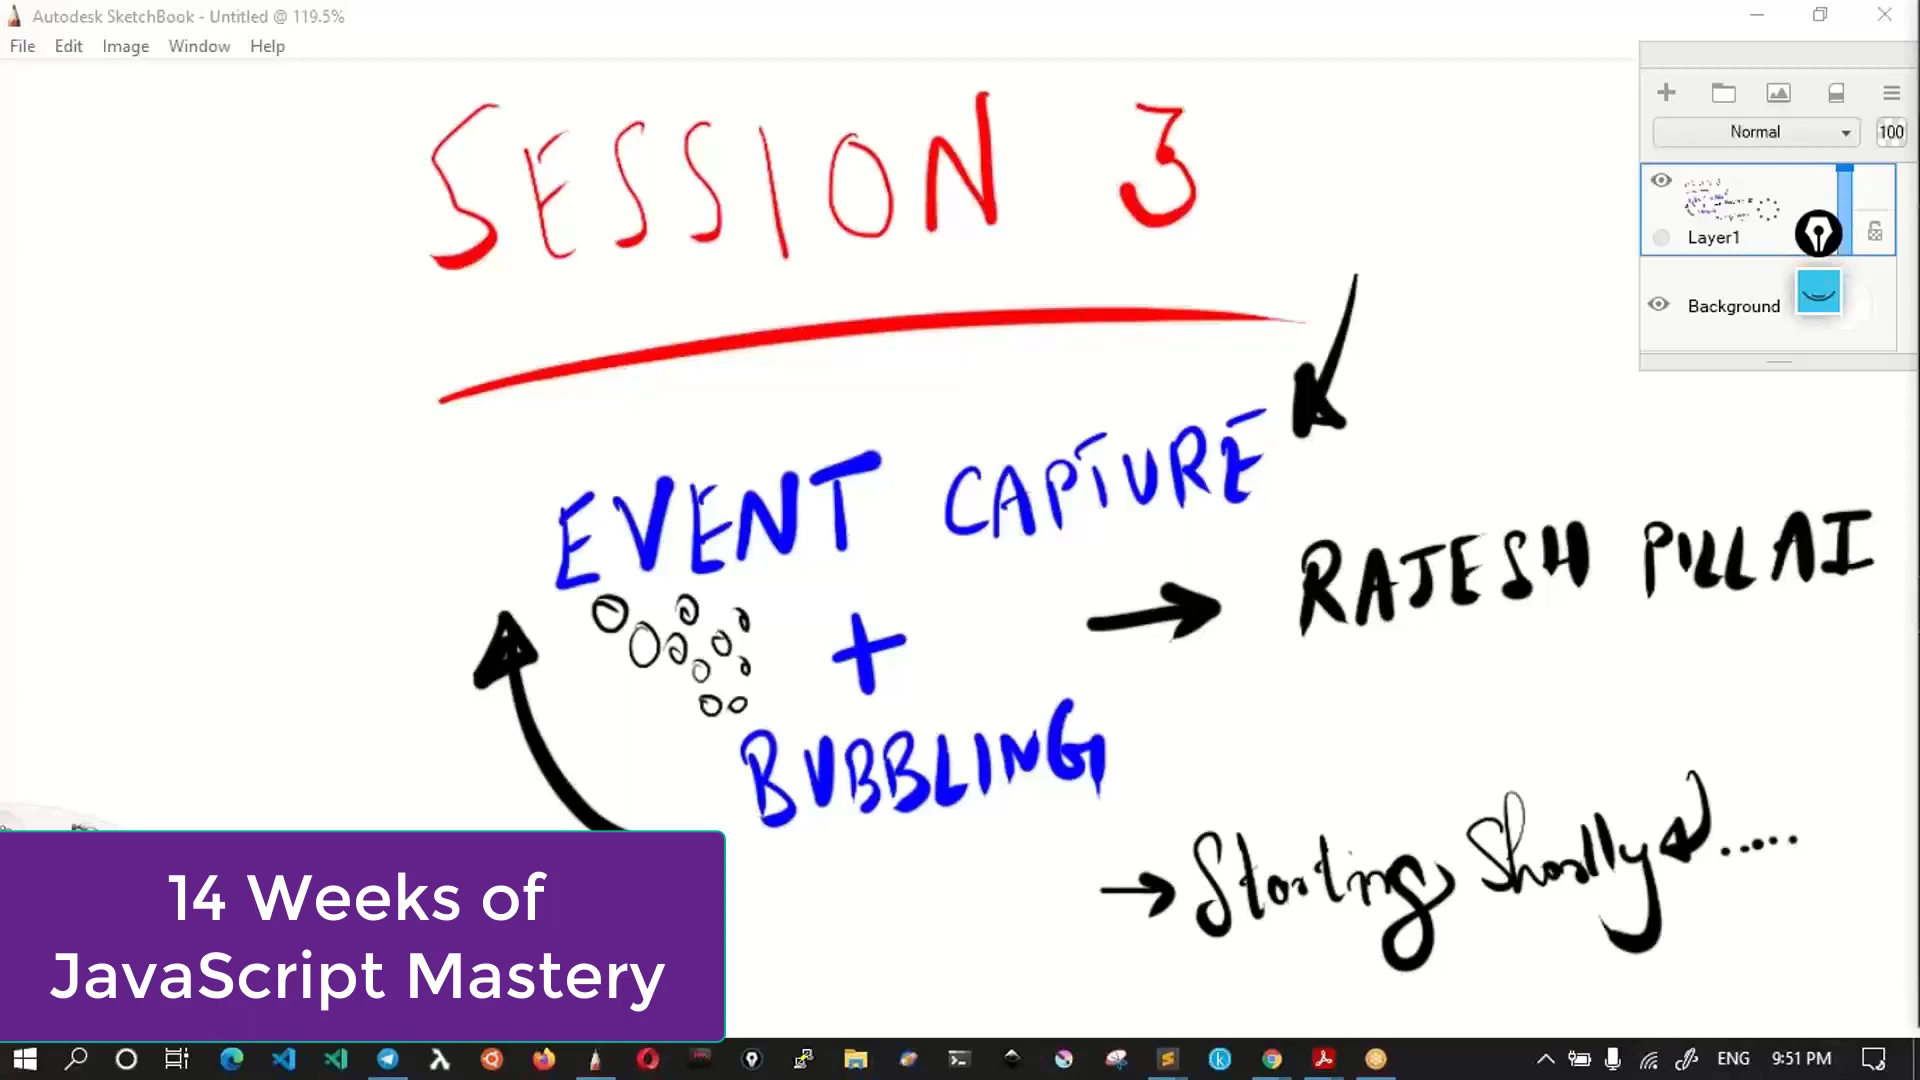 Autodesk SketchBook - Untitled @ 119.5%
File Edit Image Window Help
Normal 100
Layer1
Background
SESSION 3
EVENT CAPTURE
+
BUBBLING
→ RAJESH PILLAI
→ Starting Shortly .....
14 Weeks of
JavaScript Mastery
ENG 9:51 PM